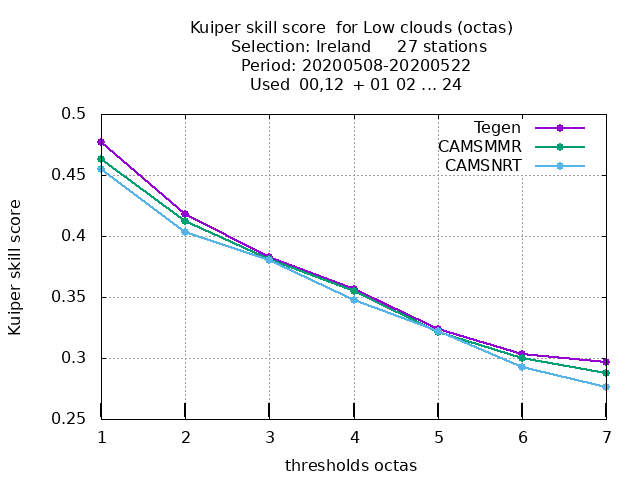 Kuiper skill score  for Low clouds (octas)
Selection: Ireland     27 stations
Period: 20200508-20200522
Used  00,12  + 01 02 ... 24
Tegen
CAMSMMR
CAMSNRT
0.5
0.45
0.4
0.35
0.3
0.25
Kuiper skill score
1 2 3 4 5 6 7
thresholds octas